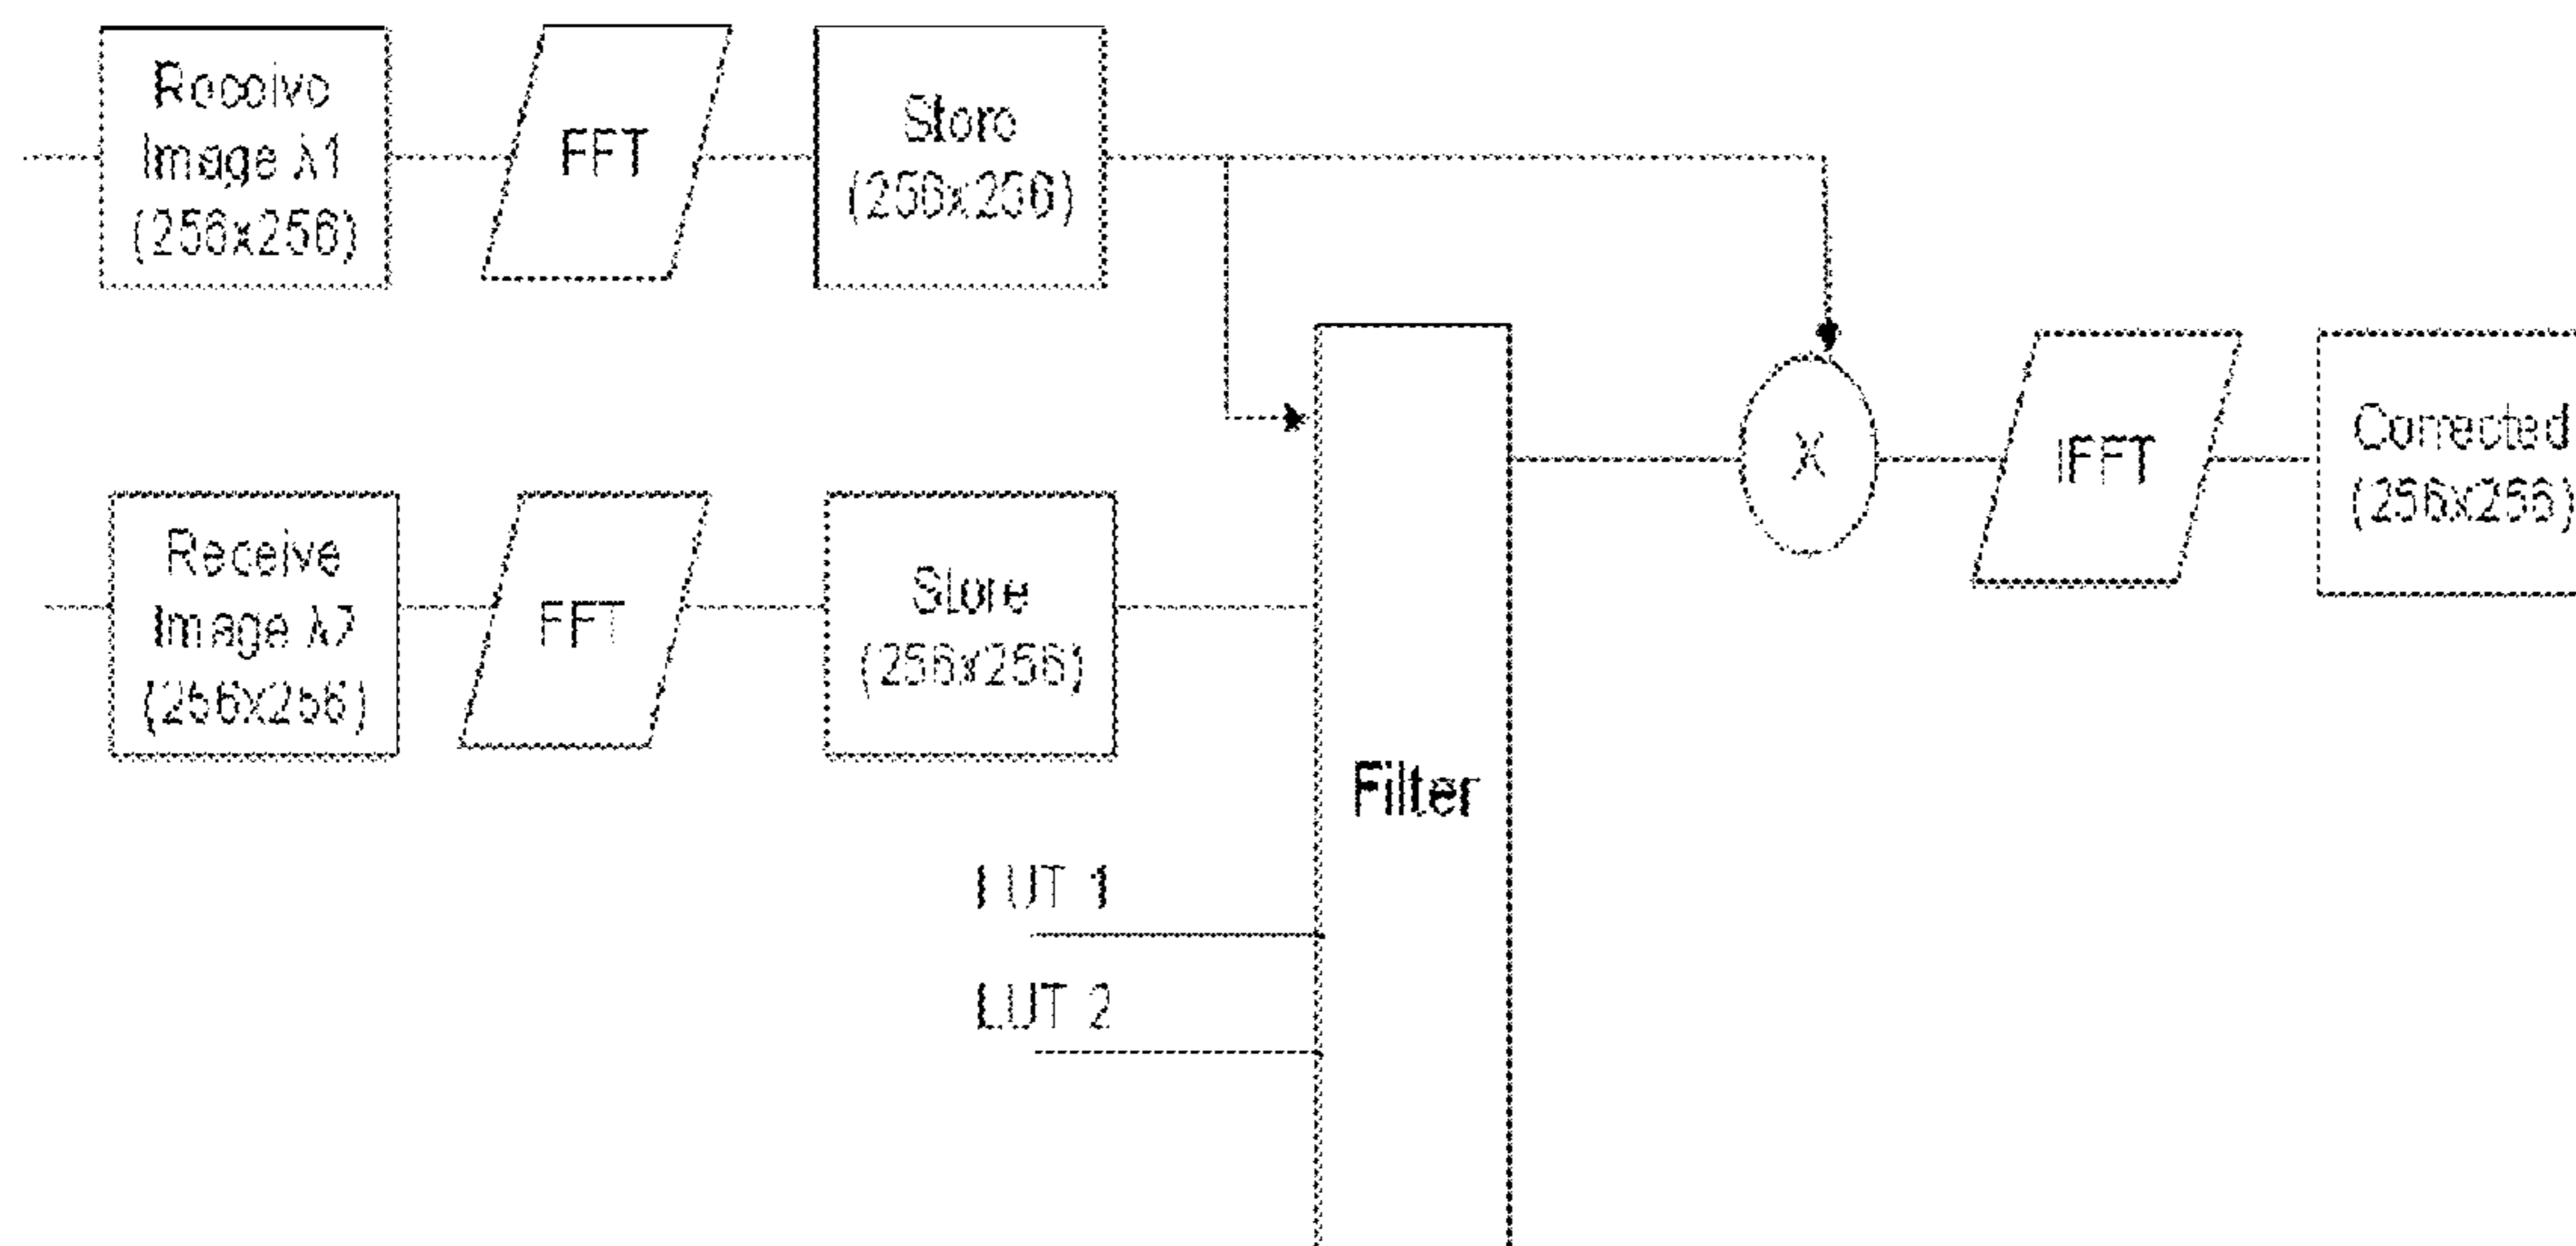 Receive
Image λ1
(256x256)
FFT
Store
(256x256)
Receive
Image λ2
(256x256)
FFT
Store
(256x256)
Filter
LUT 1
LUT 2
X
IFFT
Corrected
(256x256)